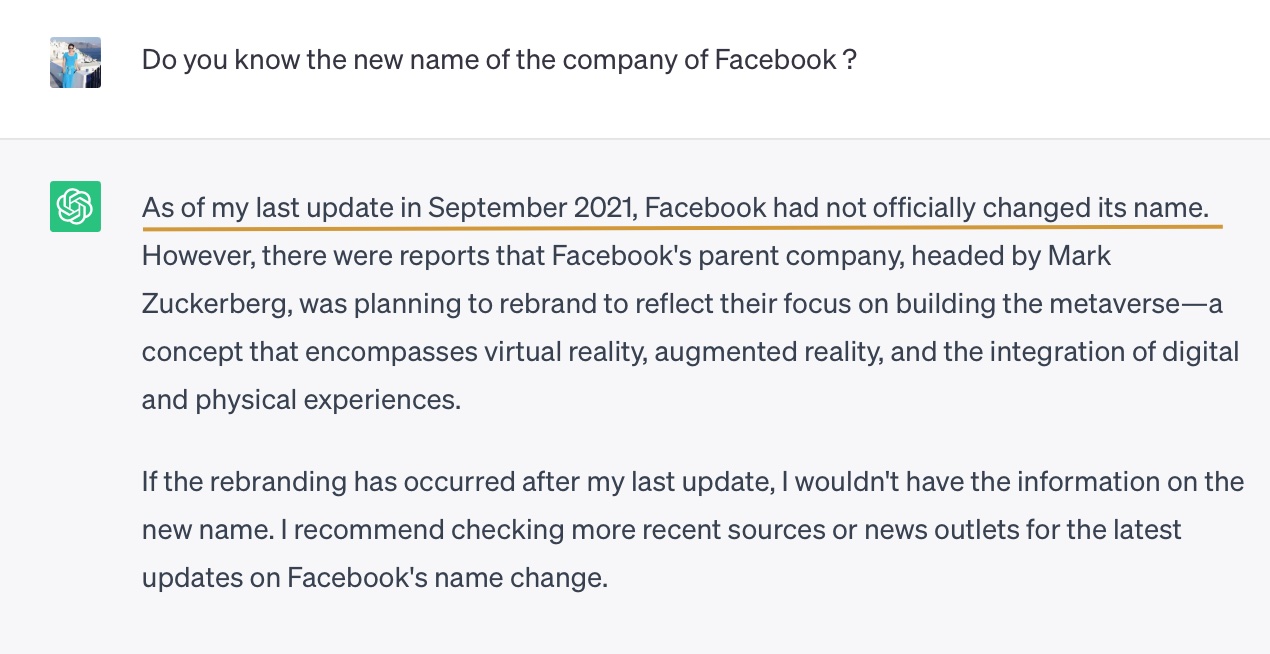 Do you know the new name of the company of Facebook ?
As of my last update in September 2021, Facebook had not officially changed its name.
However, there were reports that Facebook's parent company, headed by Mark
Zuckerberg, was planning to rebrand to reflect their focus on building the metaverse—a
concept that encompasses virtual reality, augmented reality, and the integration of digital
and physical experiences.
If the rebranding has occurred after my last update, I wouldn't have the information on the
new name. I recommend checking more recent sources or news outlets for the latest
updates on Facebook's name change.